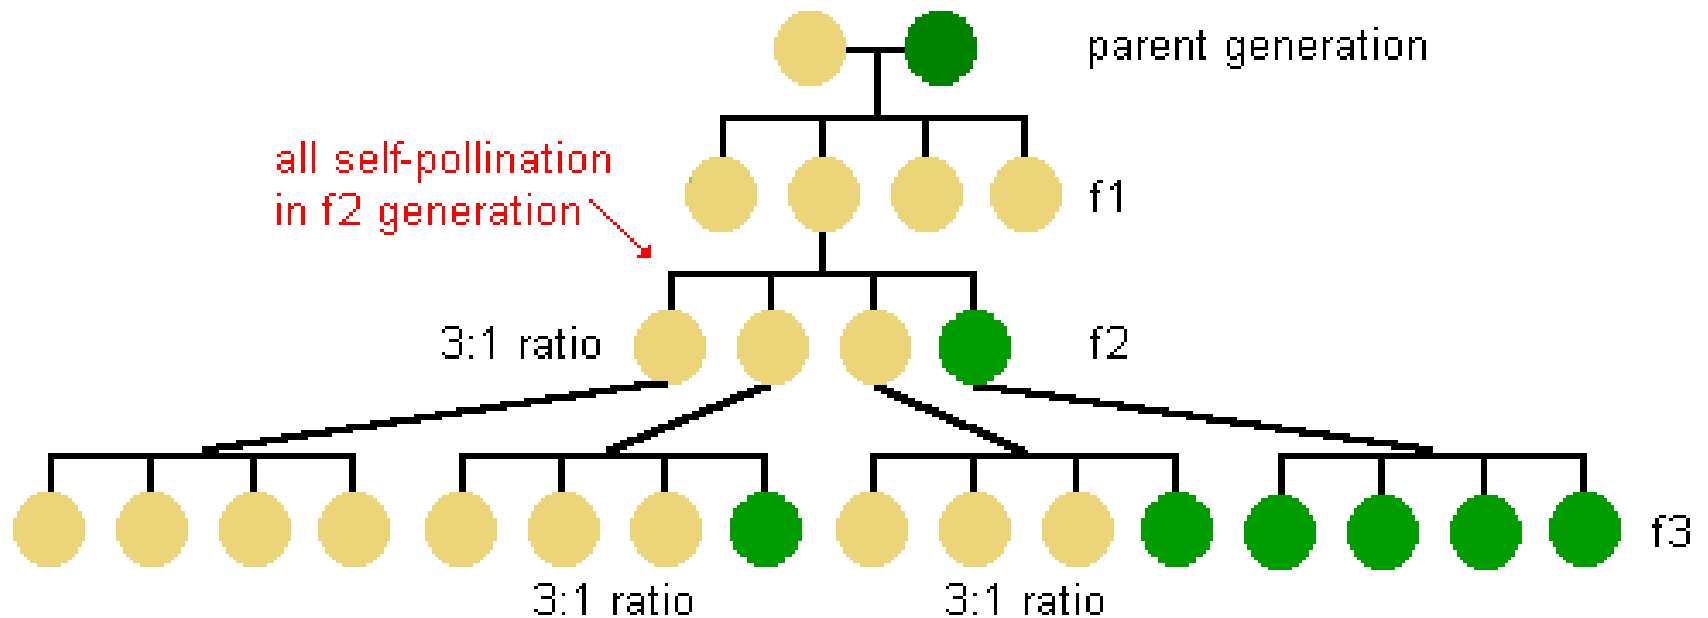 parent generation
all self-pollination
in f2 generation
f1
3:1 ratio
f2
f3
3:1 ratio
3:1 ratio